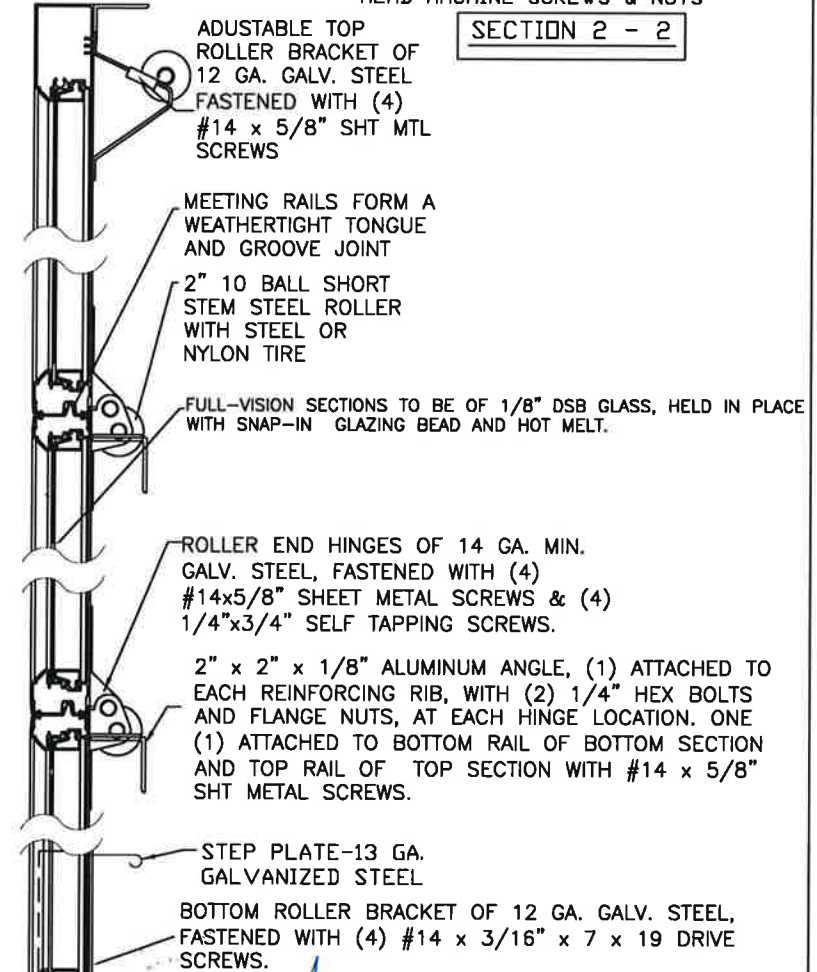 HEAD MACHINE SCREWS & NUTS
SECTION 2 - 2
ADUSTABLE TOP
ROLLER BRACKET OF
12 GA. GALV. STEEL
FASTENED WITH (4)
#14 x 5/8" SHT MTL
SCREWS
MEETING RAILS FORM A
WEATHERTIGHT TONGUE
AND GROOVE JOINT
2" 10 BALL SHORT
STEM STEEL ROLLER
WITH STEEL OR
NYLON TIRE
FULL-VISION SECTIONS TO BE OF 1/8" DSB GLASS, HELD IN PLACE
WITH SNAP-IN GLAZING BEAD AND HOT MELT.
ROLLER END HINGES OF 14 GA. MIN.
GALV. STEEL, FASTENED WITH (4)
#14x5/8" SHEET METAL SCREWS & (4)
1/4"x3/4" SELF TAPPING SCREWS.
2" x 2" x 1/8" ALUMINUM ANGLE, (1) ATTACHED TO
EACH REINFORCING RIB, WITH (2) 1/4" HEX BOLTS
AND FLANGE NUTS, AT EACH HINGE LOCATION. ONE
(1) ATTACHED TO BOTTOM RAIL OF BOTTOM SECTION
AND TOP RAIL OF TOP SECTION WITH #14 x 5/8"
SHT METAL SCREWS.
STEP PLATE-13 GA.
GALVANIZED STEEL
BOTTOM ROLLER BRACKET OF 12 GA. GALV. STEEL,
FASTENED WITH (4) #14 x 3/16" x 7 x 19 DRIVE
SCREWS.